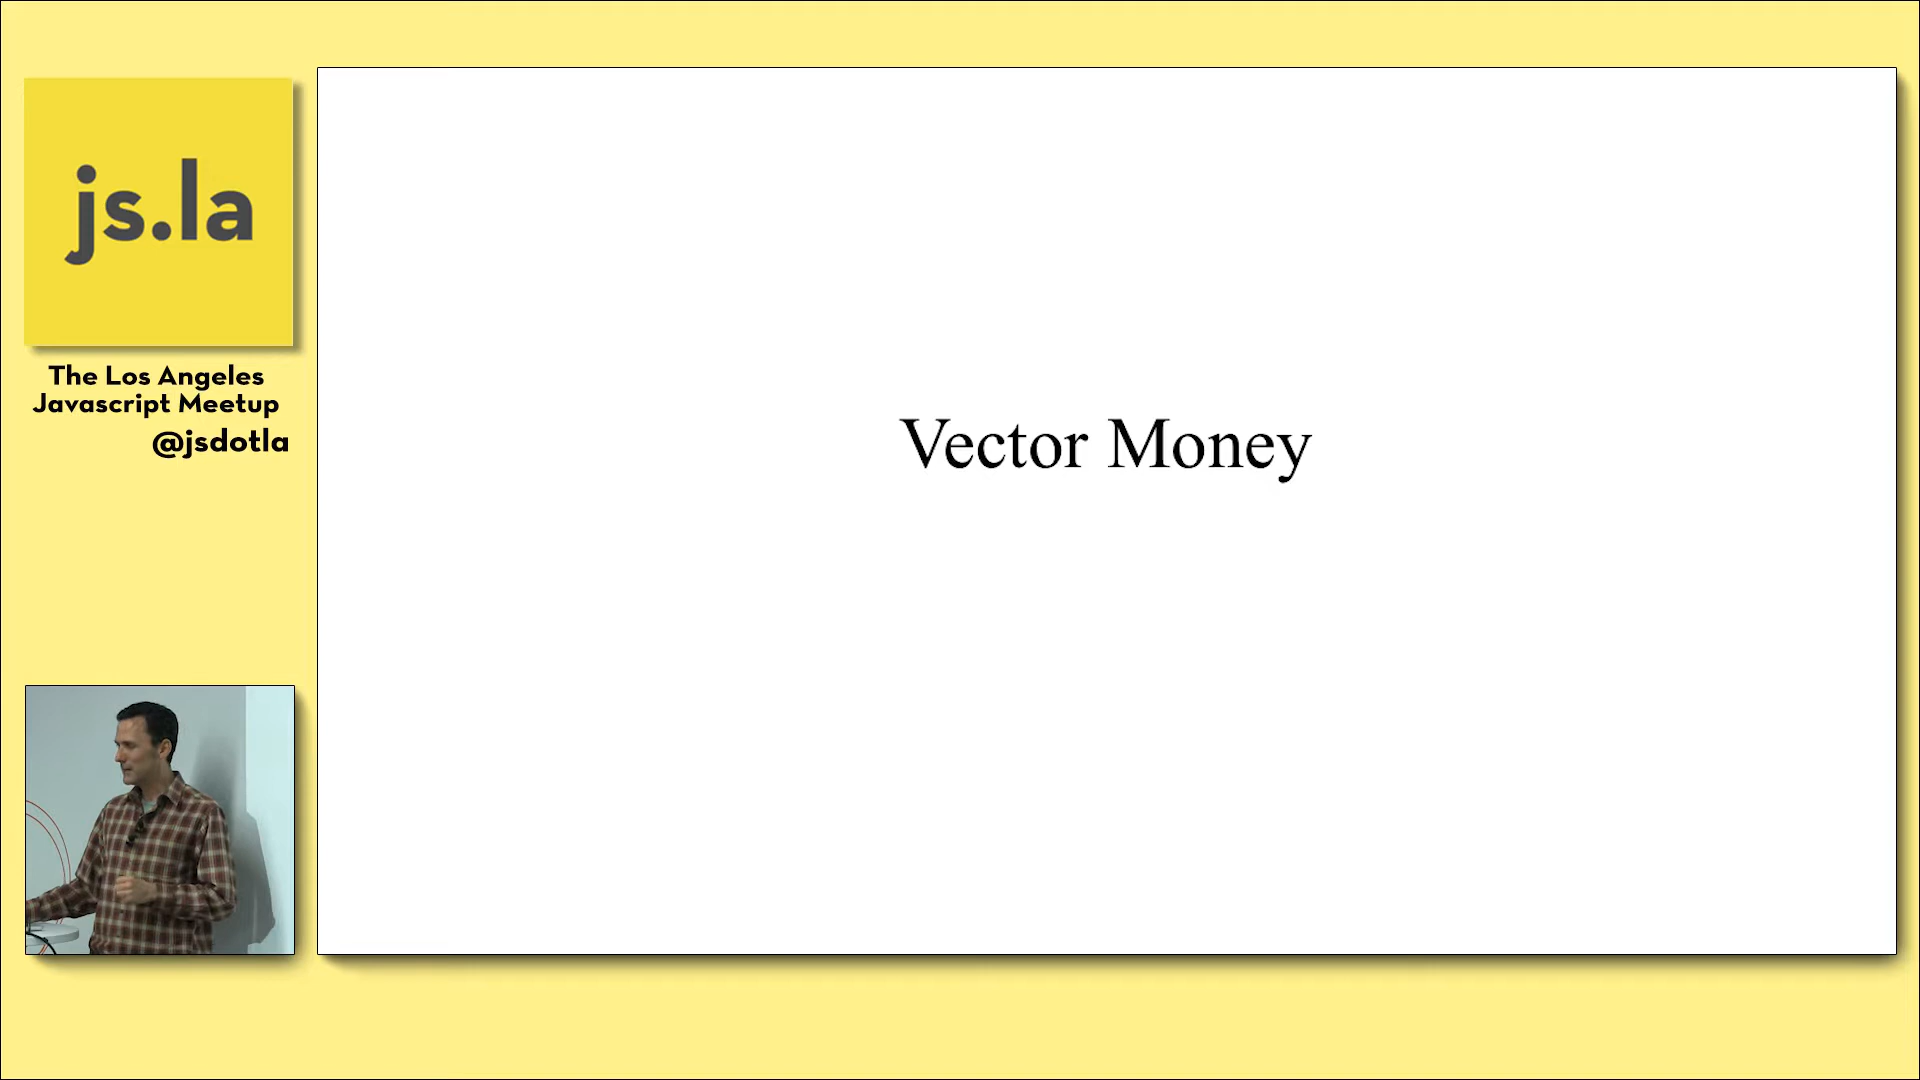 js.la
The Los Angeles
Javascript Meetup
@jsdotla
Vector Money